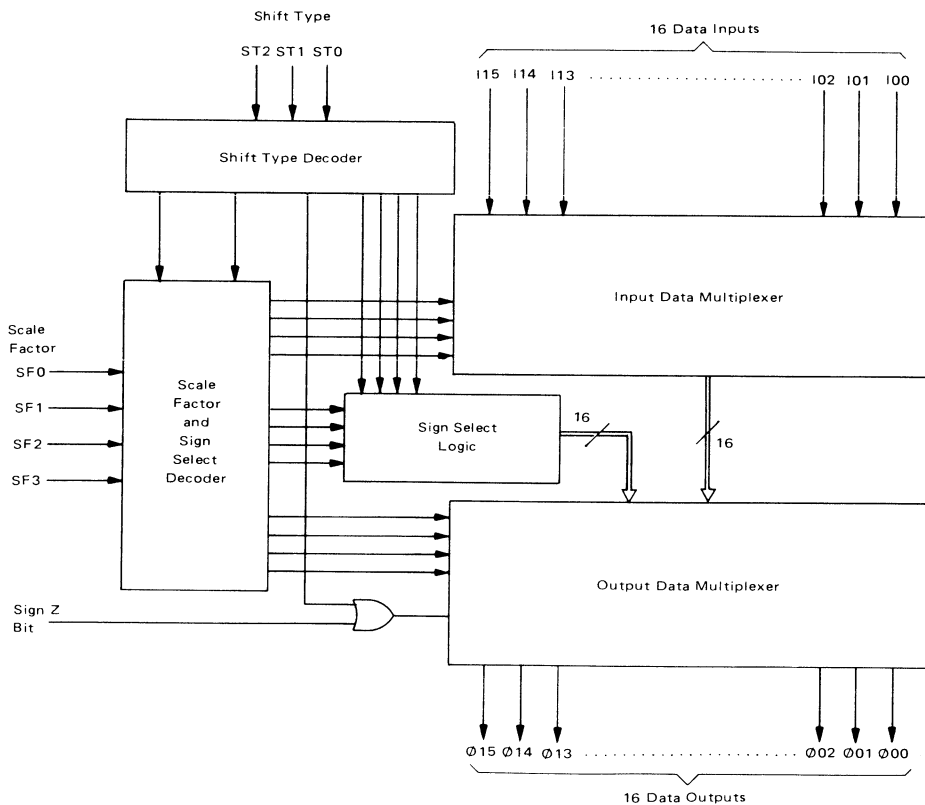 Shift Type
ST2 ST1 ST0
16 Data Inputs
I15 I14 I13 .................... I02 I01 I00
Shift Type Decoder
Input Data Multiplexer
Scale
Factor
SF0
SF1
SF2
SF3
Scale
Factor
and
Sign
Select
Decoder
Sign Select
Logic
16
16
Output Data Multiplexer
Sign Z
Bit
Ø15 Ø14 Ø13 .................... Ø02 Ø01 Ø00
16 Data Outputs